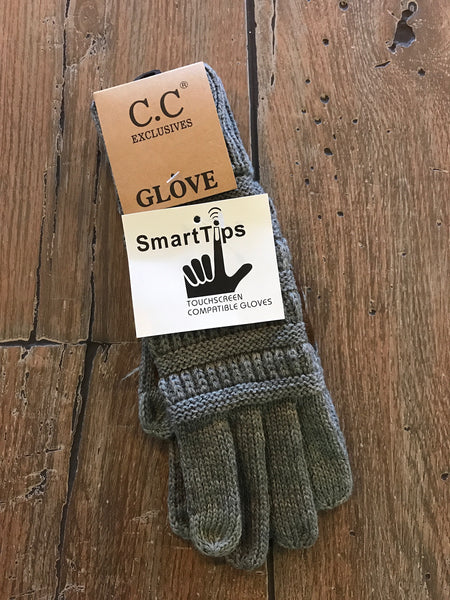 C.C®
EXCLUSIVES
GLOVE
SmartTips
TOUCHSCREEN
COMPATIBLE GLOVES